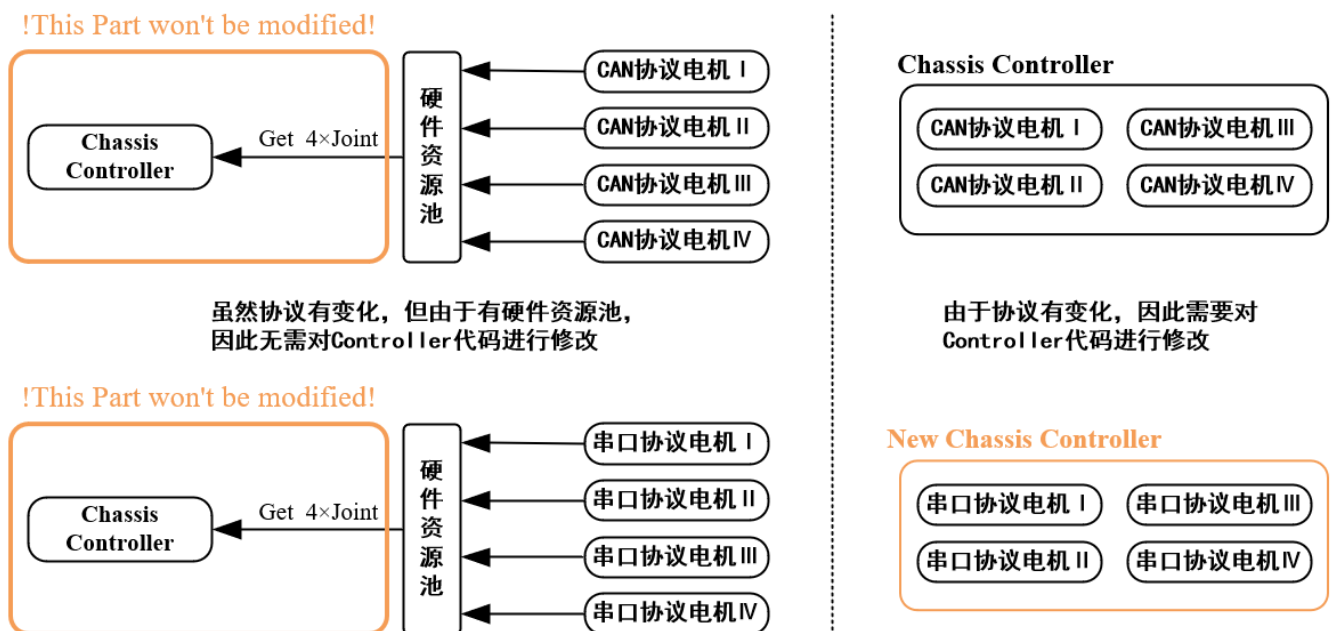 !This Part won't be modified!
Chassis
Controller
Get 4×Joint
硬
件
资
源
池
CAN协议电机Ⅰ
CAN协议电机Ⅱ
CAN协议电机Ⅲ
CAN协议电机Ⅳ
Chassis Controller
CAN协议电机Ⅰ
CAN协议电机Ⅲ
CAN协议电机Ⅱ
CAN协议电机Ⅳ
虽然协议有变化，但由于有硬件资源池，
因此无需对Controller代码进行修改
由于协议有变化，因此需要对
Controller代码进行修改
!This Part won't be modified!
Chassis
Controller
Get 4×Joint
硬
件
资
源
池
串口协议电机Ⅰ
串口协议电机Ⅱ
串口协议电机Ⅲ
串口协议电机Ⅳ
New Chassis Controller
串口协议电机Ⅰ
串口协议电机Ⅲ
串口协议电机Ⅱ
串口协议电机Ⅳ